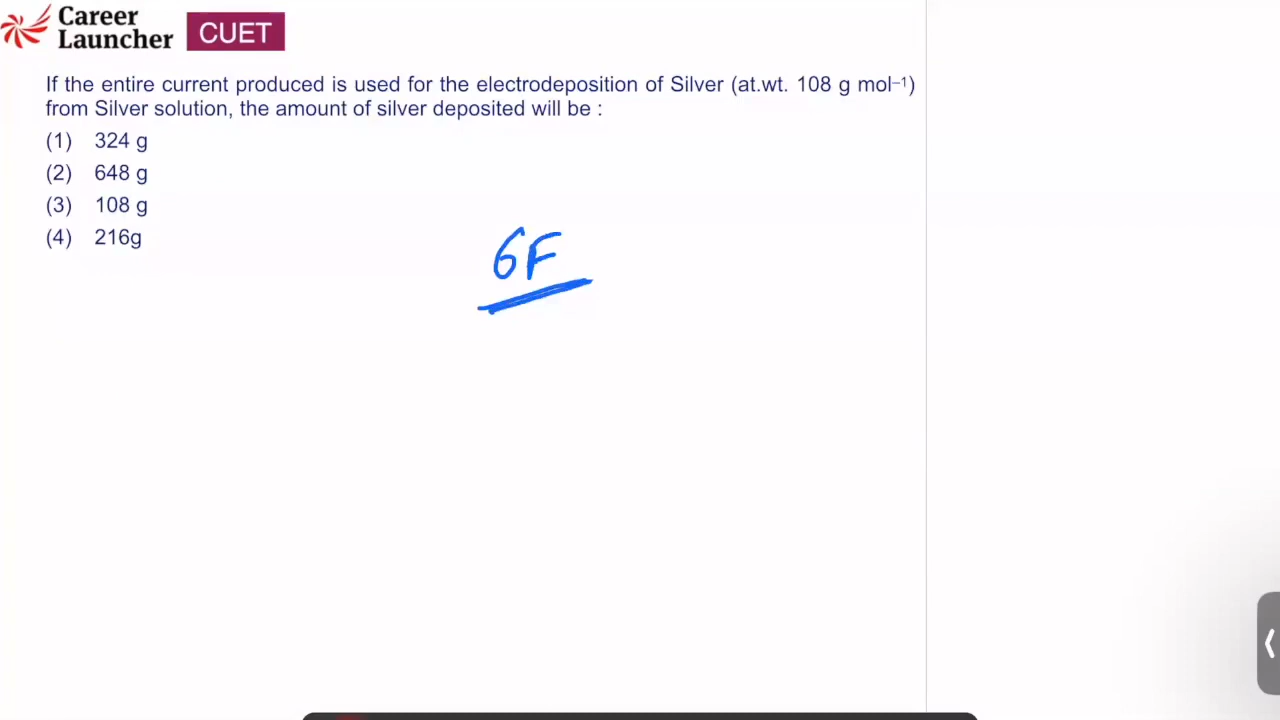 Career
Launcher
CUET
If the entire current produced is used for the electrodeposition of Silver (at.wt. 108 g mol⁻¹)
from Silver solution, the amount of silver deposited will be :
(1) 324 g
(2) 648 g
(3) 108 g
(4) 216g
6F